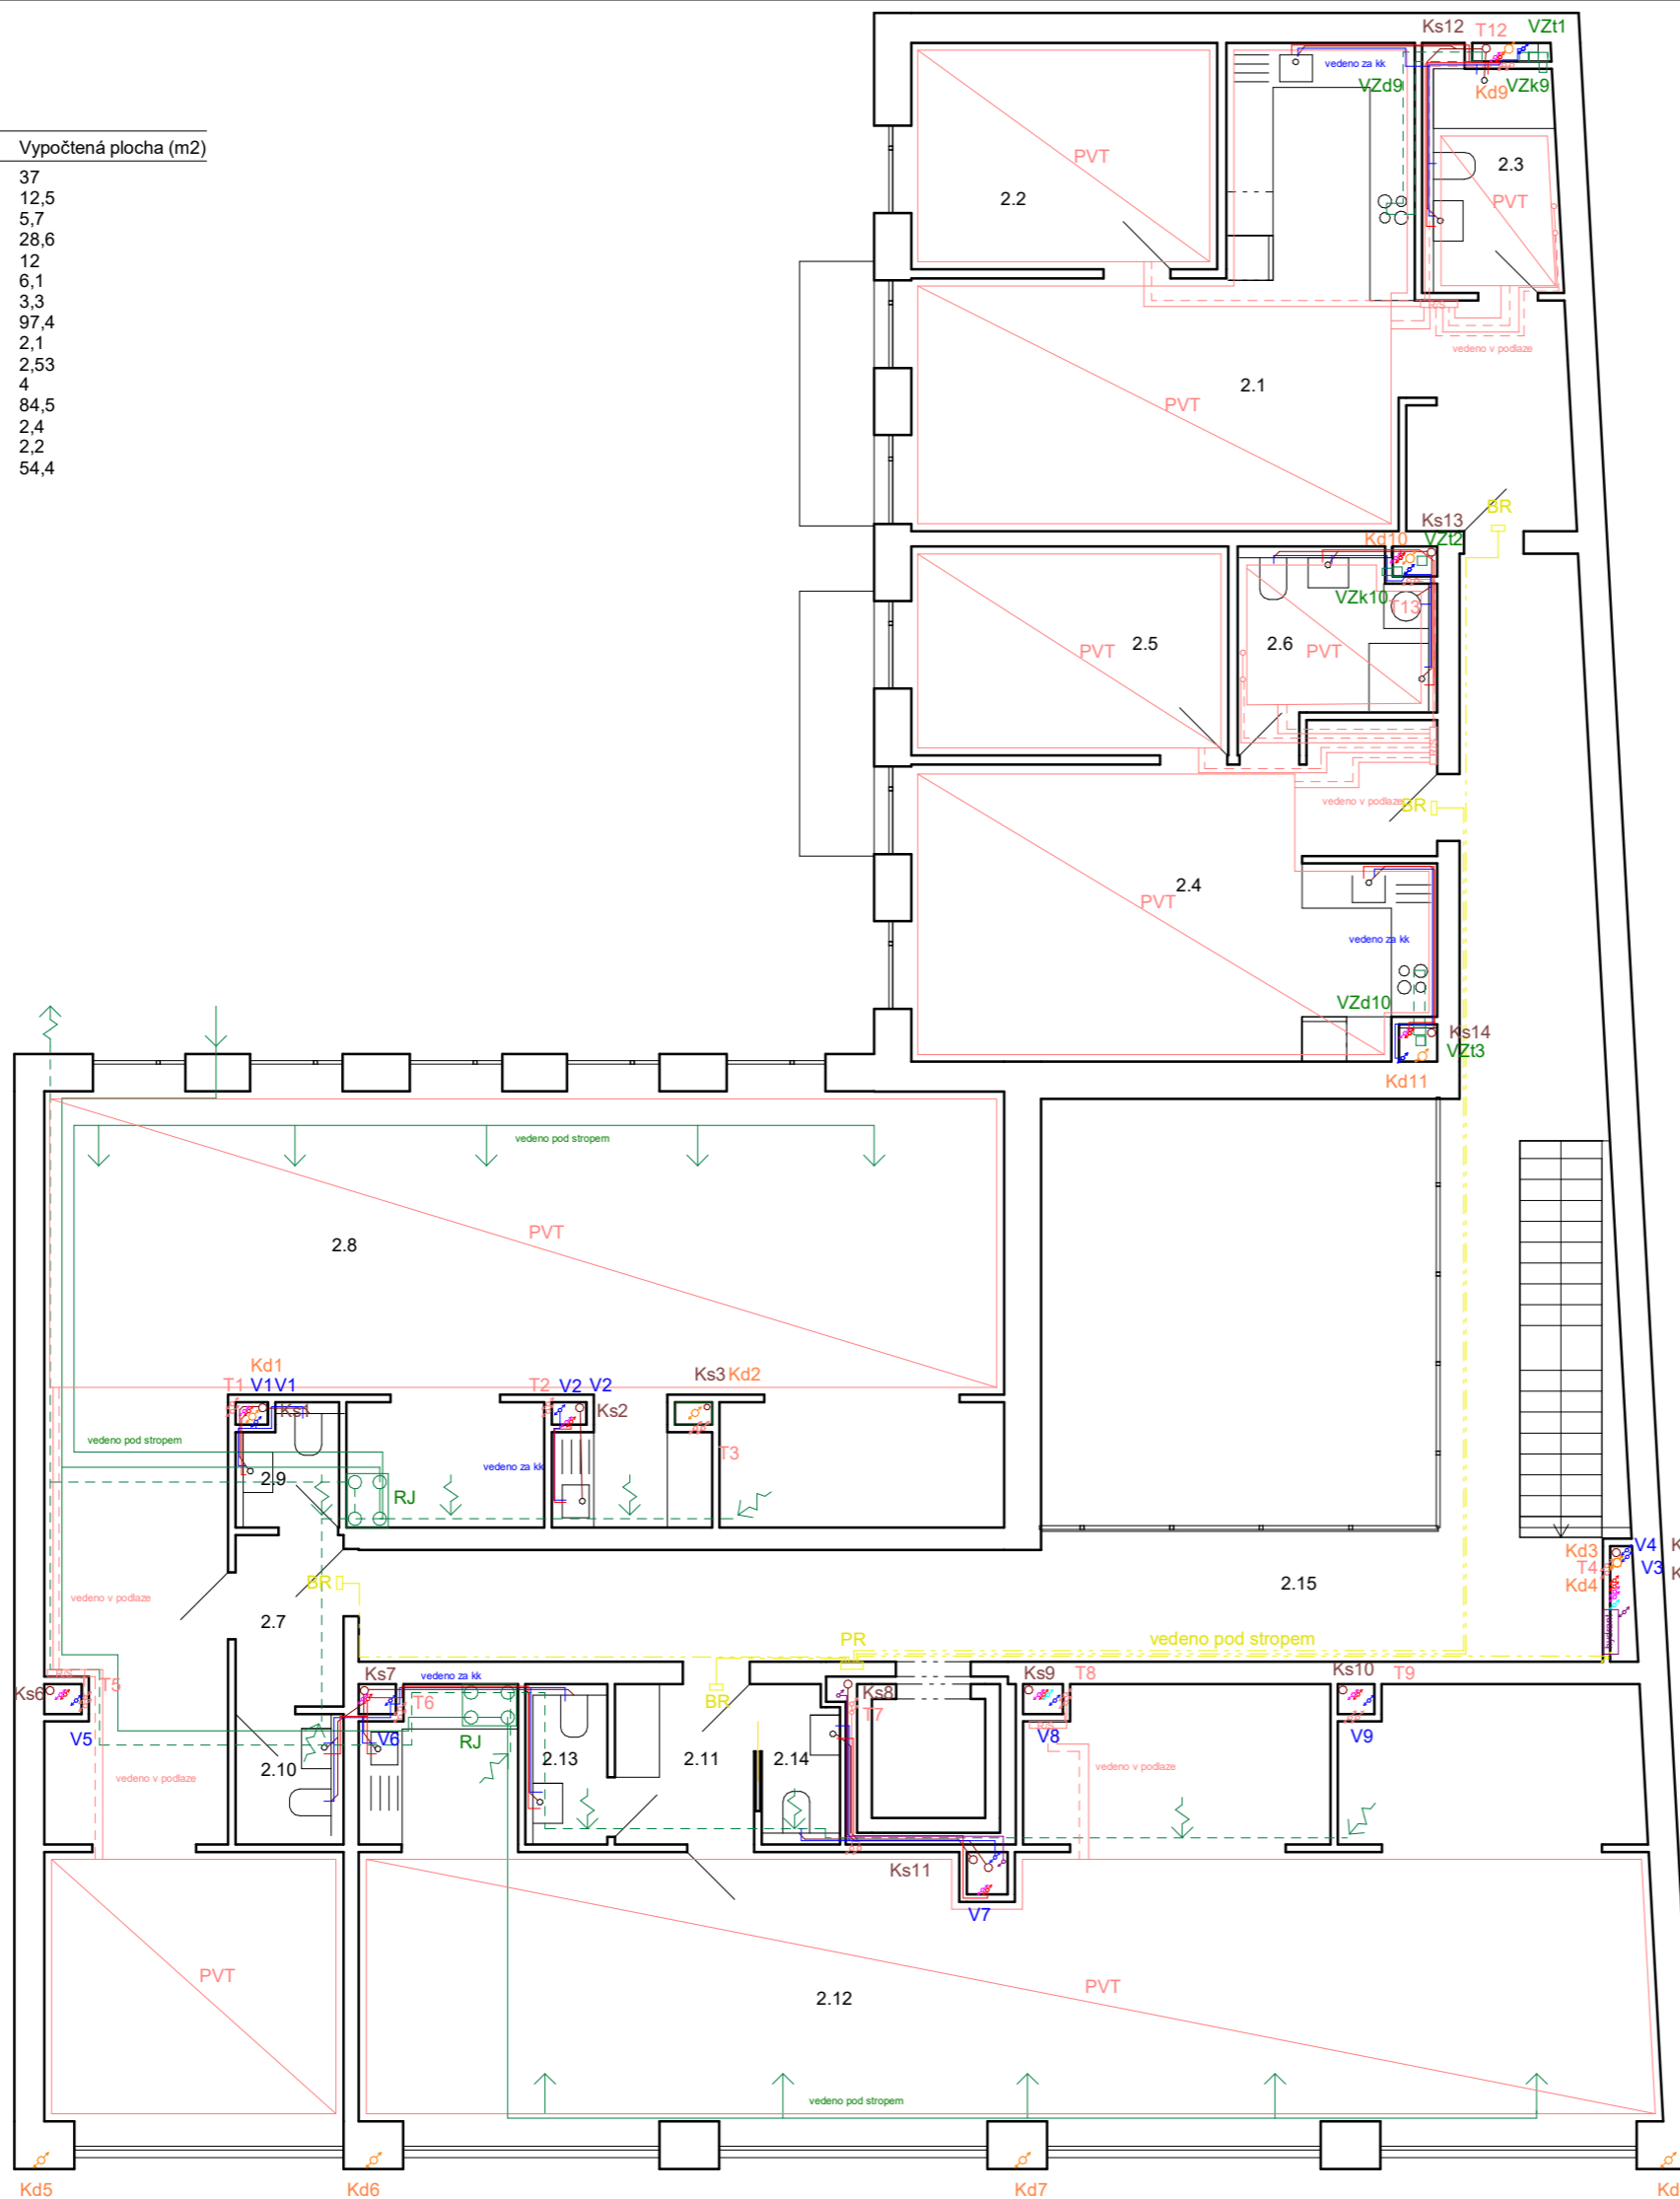 Vypočtená plocha (m2)
37
12,5
5,7
28,6
12
6,1
3,3
97,4
2,1
2,53
4
84,5
2,4
2,2
54,4
Ks12
T12
VZt1
vedeno za kk
VZd9
Kd9
VZk9
PVT
2.3
2.2
PVT
R/S
vedeno v podlaze
2.1
PVT
BR
Ks13
Kd10
VZt2
VZk10
T13
PVT
2.5
2.6
PVT
R/S
vedeno v podlaze
BR
2.4
PVT
vedeno za kk
VZd10
Ks14
VZt3
Kd11
vedeno pod stropem
PVT
2.8
Kd1
T1
V1
V1
Ks1
T2
V2
V2
Ks2
Ks3
Kd2
T3
vedeno pod stropem
vedeno za kk
2.9
RJ
Kd3
V4
K
T4
V3
K
Kd4
hydrant
BR
2.15
vedeno v podlaze
2.7
PR
vedeno pod stropem
R/S
Ks6
T5
Ks7
vedeno za kk
T6
BR
Ks8
T7
Ks9
T8
Ks10
T9
V5
V6
RJ
R/S
V8
V9
2.10
2.13
2.11
2.14
vedeno v podlaze
vedeno v podlaze
Ks11
V7
PVT
2.12
PVT
vedeno pod stropem
Kd5
Kd6
Kd7
Kd